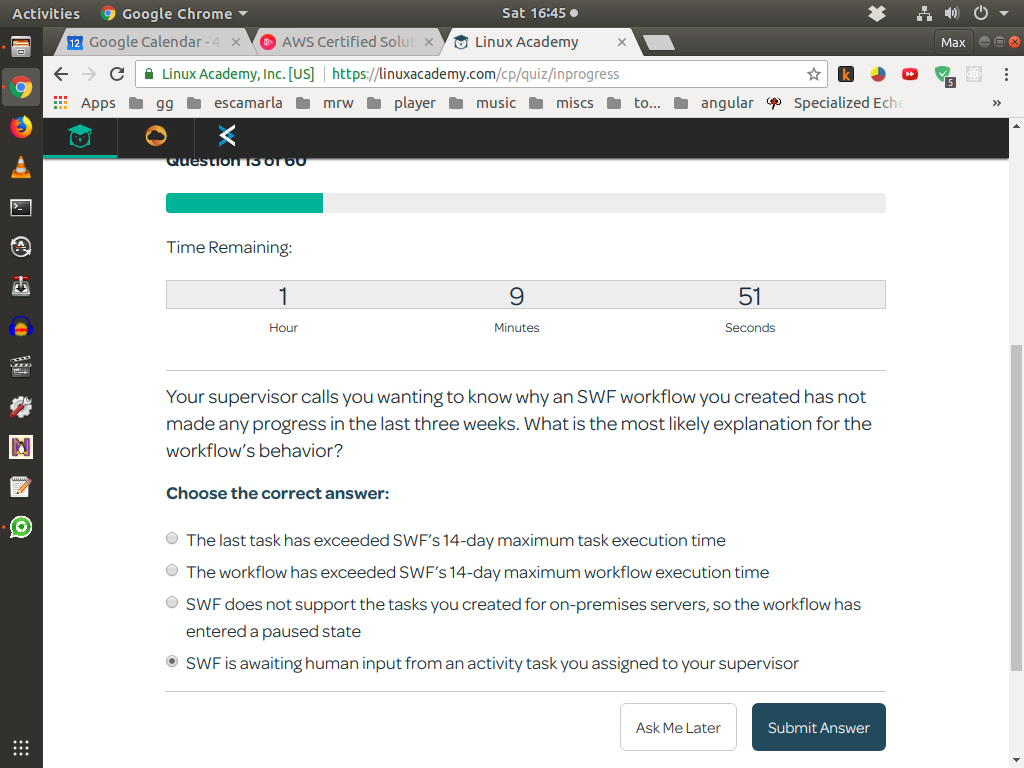 Activities Google Chrome Sat 16:45
Google Calendar - 4 AWS Certified Solut Linux Academy Max
Linux Academy, Inc. [US] https://linuxacademy.com/cp/quiz/inprogress k 5
Apps gg escamarla mrw player music miscs to... angular Specialized Eche »
Question 13 of 60
Time Remaining:
1 9 51
Hour Minutes Seconds
Your supervisor calls you wanting to know why an SWF workflow you created has not
made any progress in the last three weeks. What is the most likely explanation for the
workflow's behavior?
Choose the correct answer:
The last task has exceeded SWF's 14-day maximum task execution time
The workflow has exceeded SWF's 14-day maximum workflow execution time
SWF does not support the tasks you created for on-premises servers, so the workflow has
entered a paused state
SWF is awaiting human input from an activity task you assigned to your supervisor
Ask Me Later Submit Answer